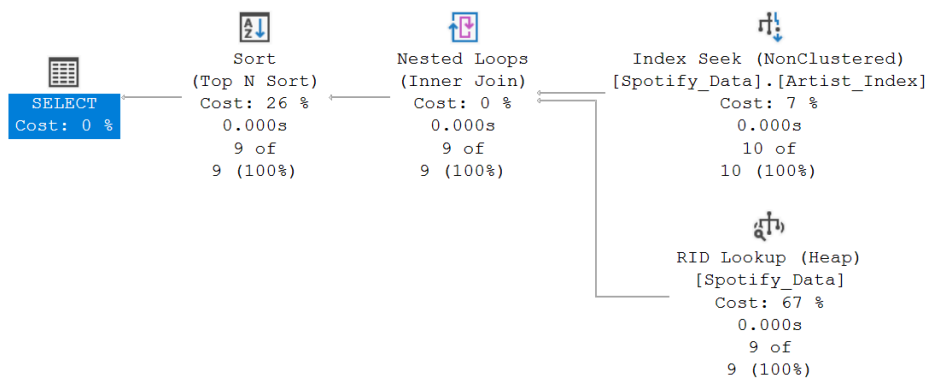 SELECT
Cost: 0 %
Sort
(Top N Sort)
Cost: 26 %
0.000s
9 of
9 (100%)
Nested Loops
(Inner Join)
Cost: 0 %
0.000s
9 of
9 (100%)
Index Seek (NonClustered)
[Spotify_Data].[Artist_Index]
Cost: 7 %
0.000s
10 of
10 (100%)
RID Lookup (Heap)
[Spotify_Data]
Cost: 67 %
0.000s
9 of
9 (100%)